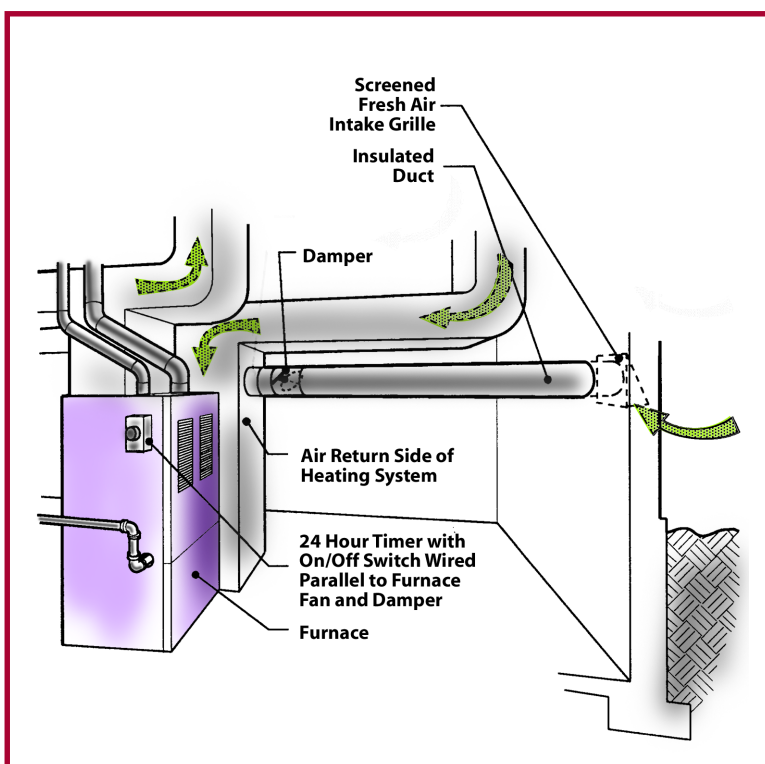 Screened
Fresh Air
Intake Grille
Insulated
Duct
Damper
Air Return Side of
Heating System
24 Hour Timer with
On/Off Switch Wired
Parallel to Furnace
Fan and Damper
Furnace